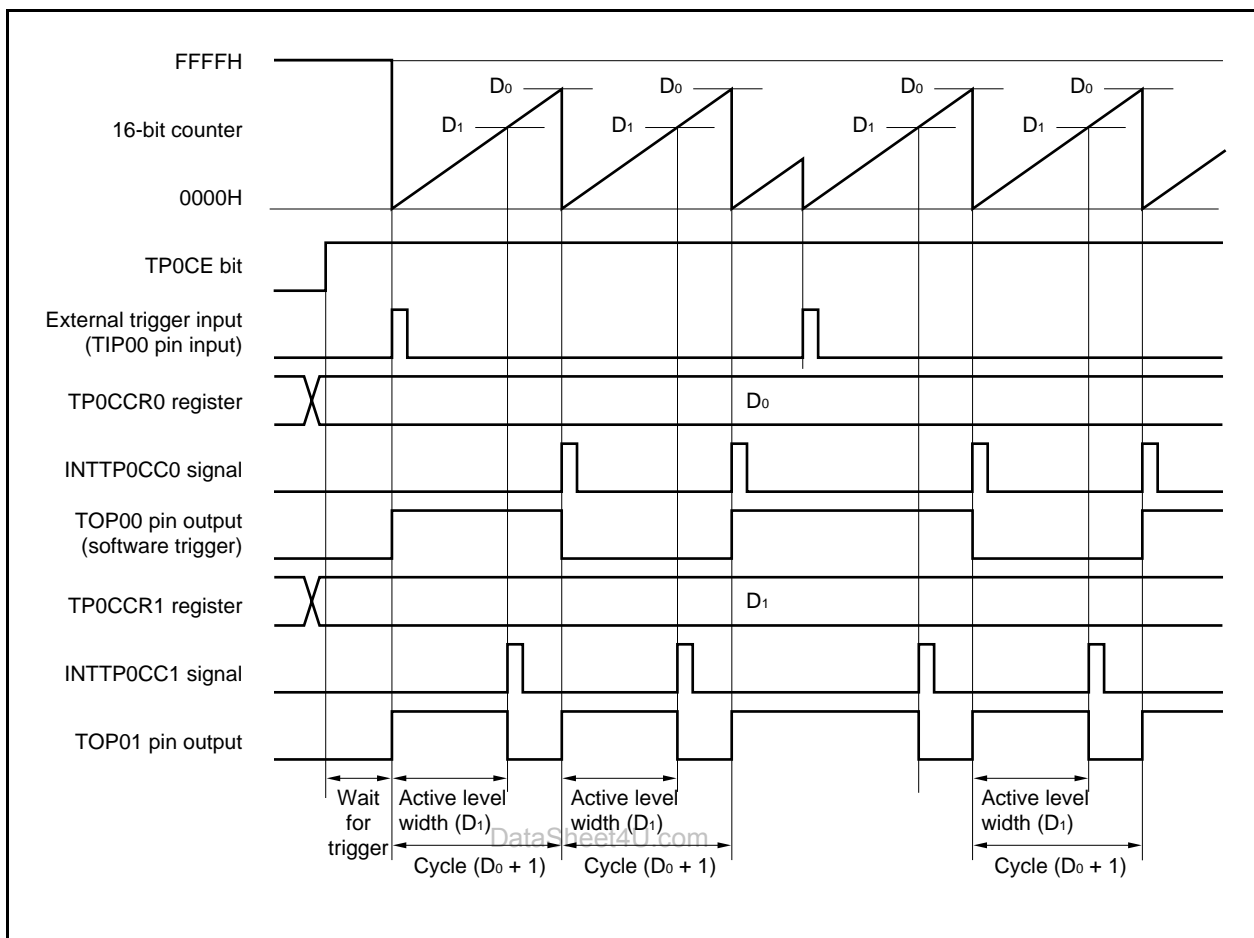 FFFFH
D0
D0
D0
D0
16-bit counter
D1
D1
D1
D1
0000H
TP0CE bit
External trigger input
(TIP00 pin input)
TP0CCR0 register
D0
INTTP0CC0 signal
TOP00 pin output
(software trigger)
TP0CCR1 register
D1
INTTP0CC1 signal
TOP01 pin output
Wait
for
trigger
Active level
width (D1)
Active level
width (D1)
Active level
width (D1)
DataSheet4U.com
Cycle (D0 + 1)
Cycle (D0 + 1)
Cycle (D0 + 1)